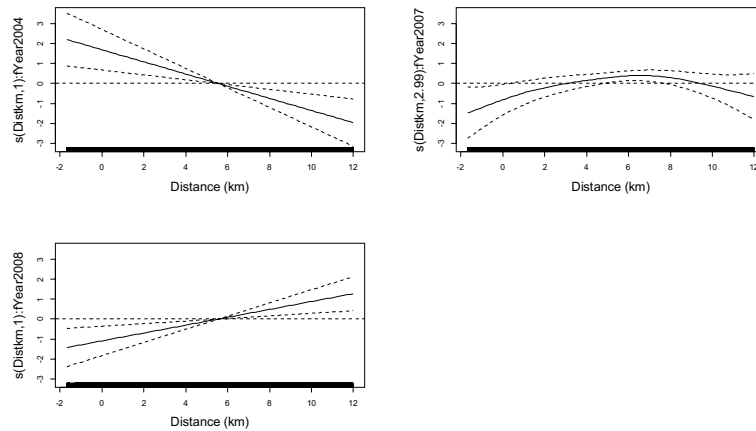 s(Distkm,1):fYear2004
3
2
1
0
-1
-2
-3
-2 0 2 4 6 8 10 12
Distance (km)
s(Distkm,2.99):fYear2007
3
2
1
0
-1
-2
-3
-2 0 2 4 6 8 10 12
Distance (km)
s(Distkm,1):fYear2008
3
2
1
0
-1
-2
-3
-2 0 2 4 6 8 10 12
Distance (km)